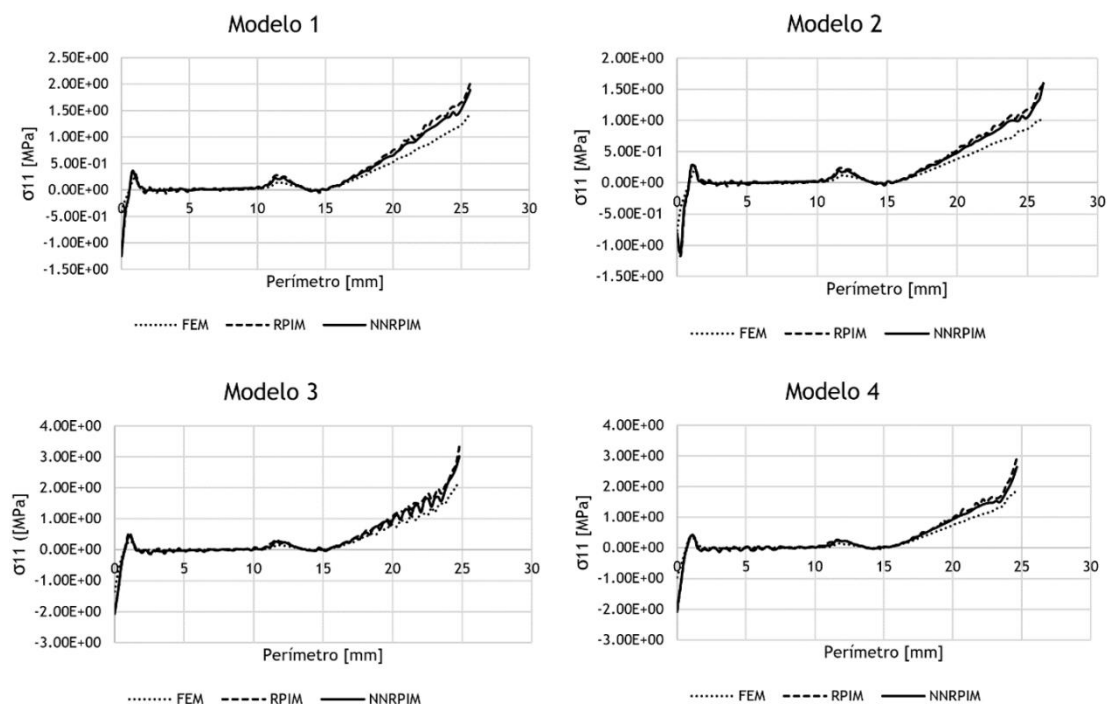 Modelo 1
2.50E+00
2.00E+00
1.50E+00
1.00E+00
5.00E-01
0.00E+00
-5.00E-01
-1.00E+00
-1.50E+00
σ11 [MPa]
0 5 10 15 20 25 30
Perímetro [mm]
FEM RPIM NNRPIM
Modelo 2
2.00E+00
1.50E+00
1.00E+00
5.00E-01
0.00E+00
-5.00E-01
-1.00E+00
-1.50E+00
σ11 [MPa]
0 5 10 15 20 25 30
Perímetro [mm]
FEM RPIM NNRPIM
Modelo 3
4.00E+00
3.00E+00
2.00E+00
1.00E+00
0.00E+00
-1.00E+00
-2.00E+00
-3.00E+00
σ11 ([MPa]
0 5 10 15 20 25 30
Perímetro [mm]
FEM RPIM NNRPIM
Modelo 4
4.00E+00
3.00E+00
2.00E+00
1.00E+00
0.00E+00
-1.00E+00
-2.00E+00
-3.00E+00
σ11 [MPa]
0 5 10 15 20 25 30
Perímetro [mm]
FEM RPIM NNRPIM